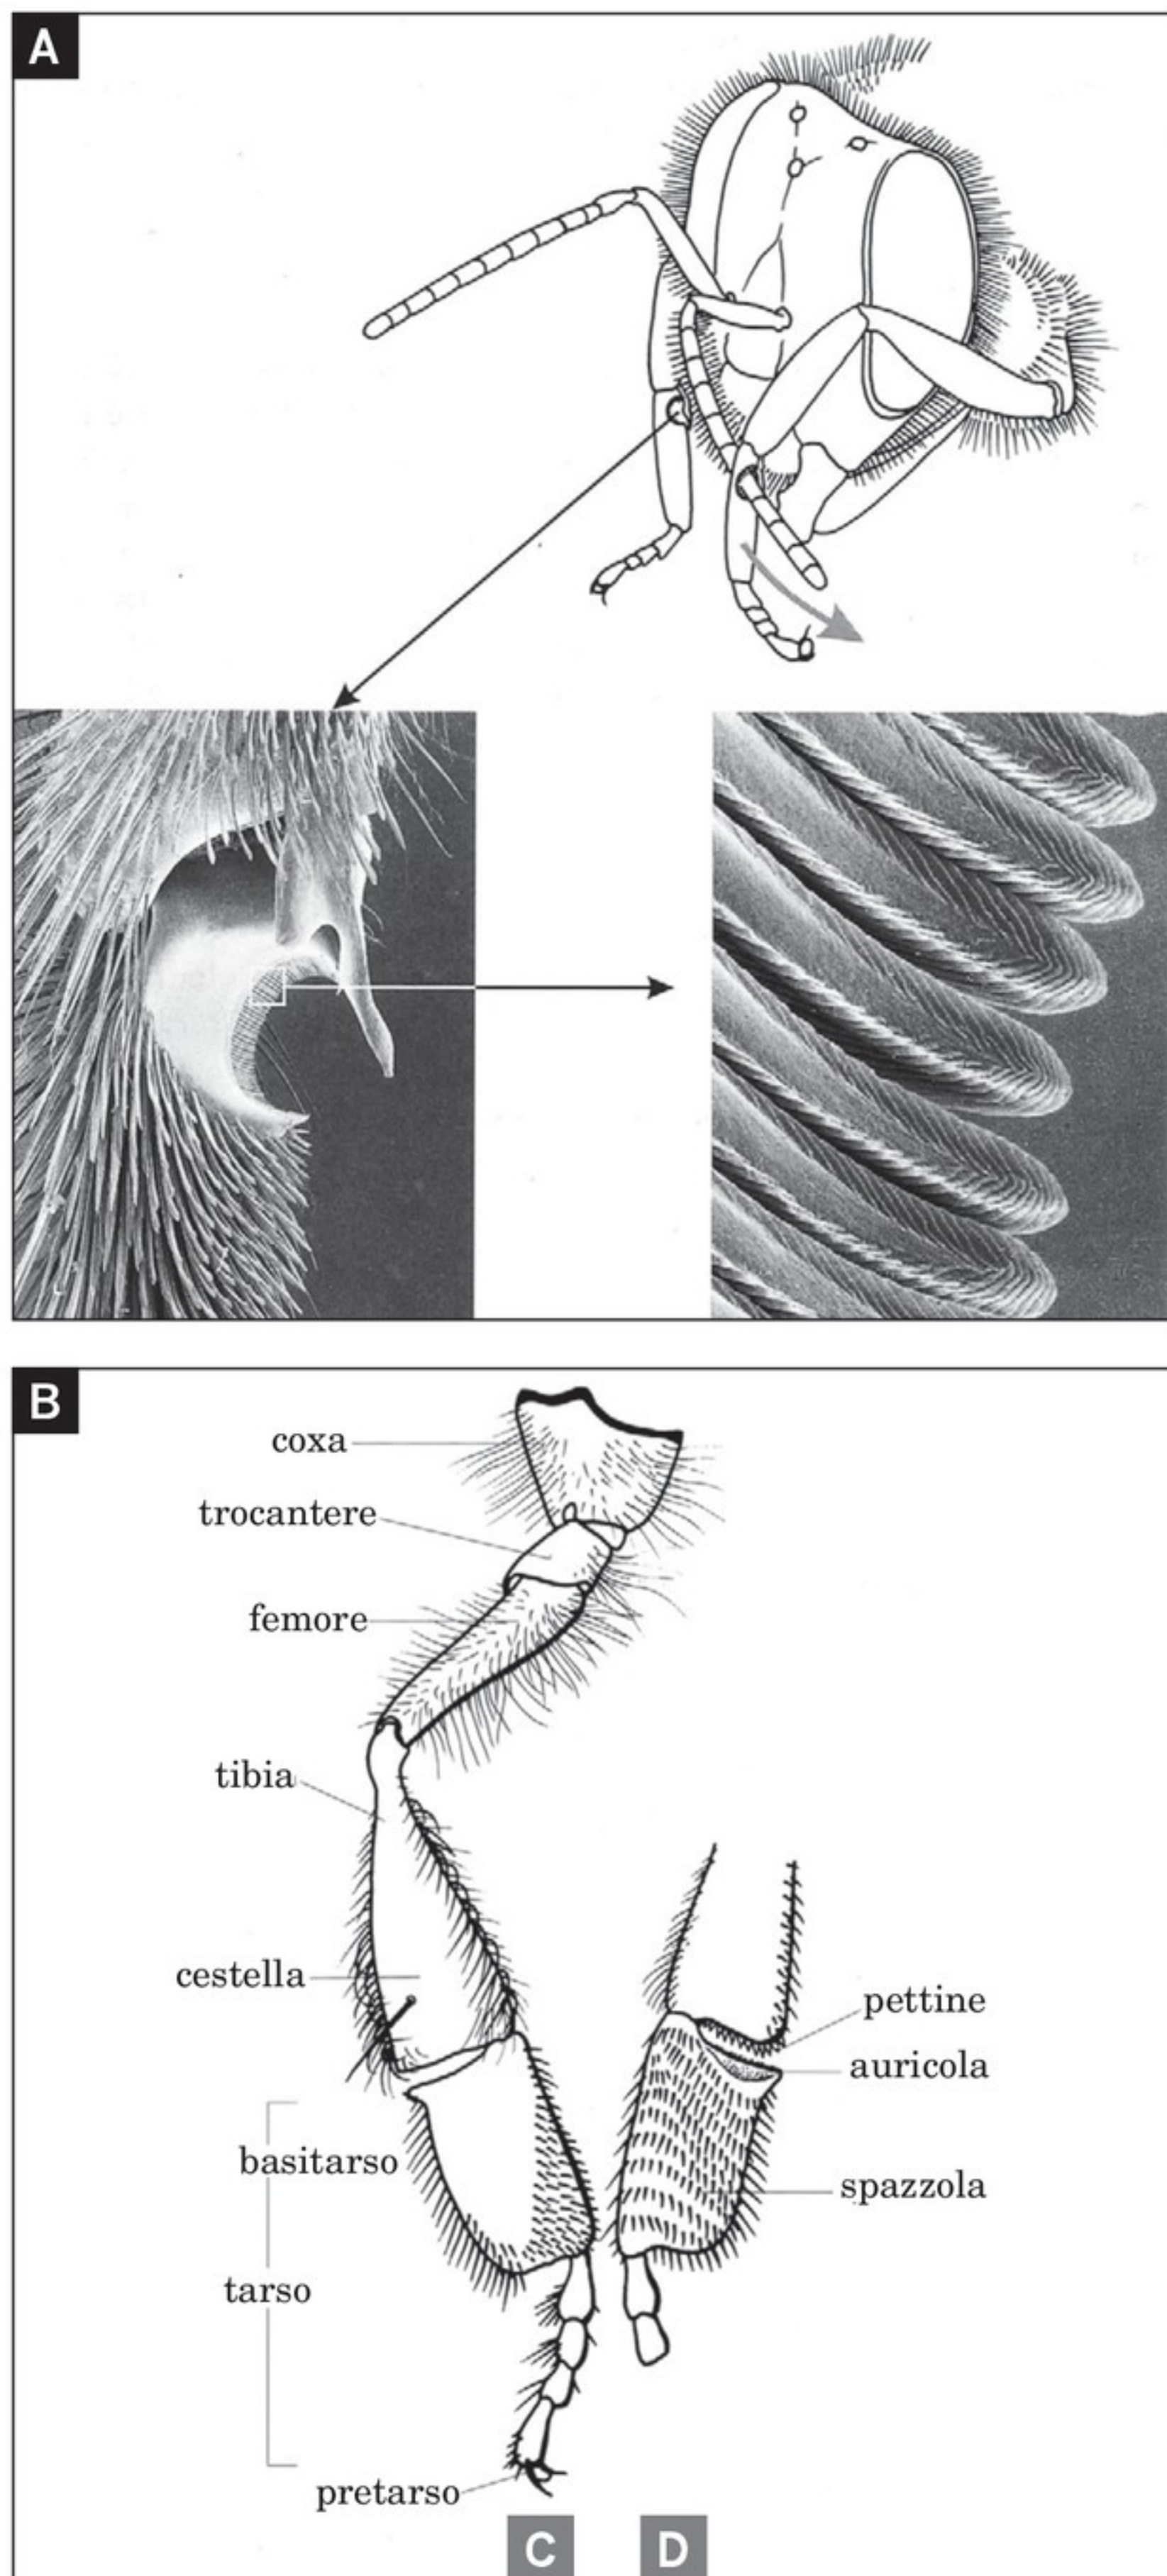 A
B
coxa
trocantere
femore
tibia
cestella
pettine
auricola
basitarso
spazzola
tarso
pretarso
C
D